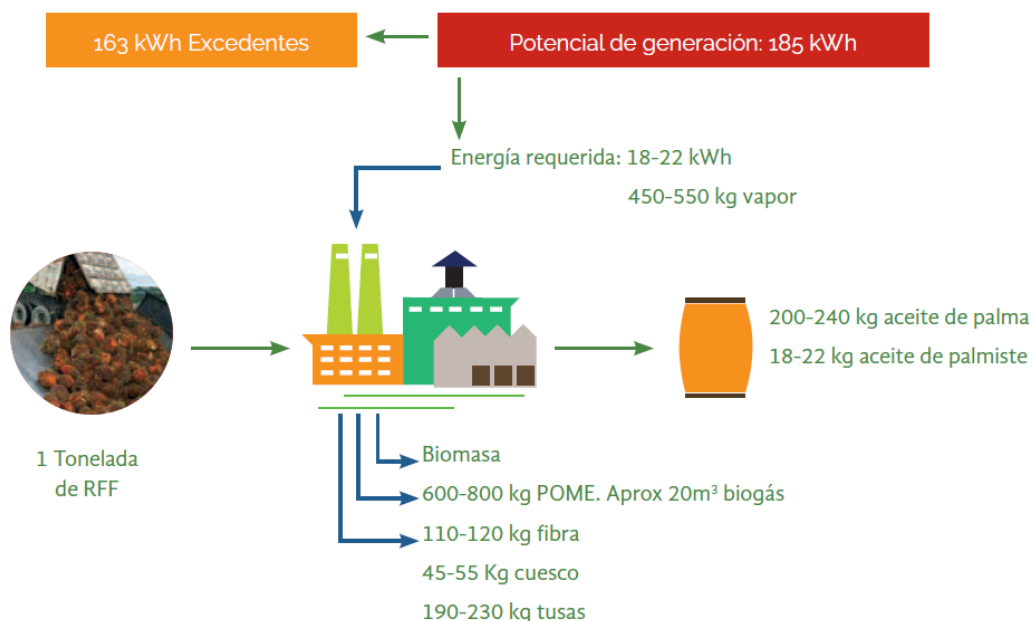 163 kWh Excedentes
Potencial de generación: 185 kWh
Energía requerida: 18-22 kWh
450-550 kg vapor
200-240 kg aceite de palma
18-22 kg aceite de palmiste
1 Tonelada
de RFF
Biomasa
600-800 kg POME. Aprox 20m³ biogás
110-120 kg fibra
45-55 Kg cuesco
190-230 kg tusas